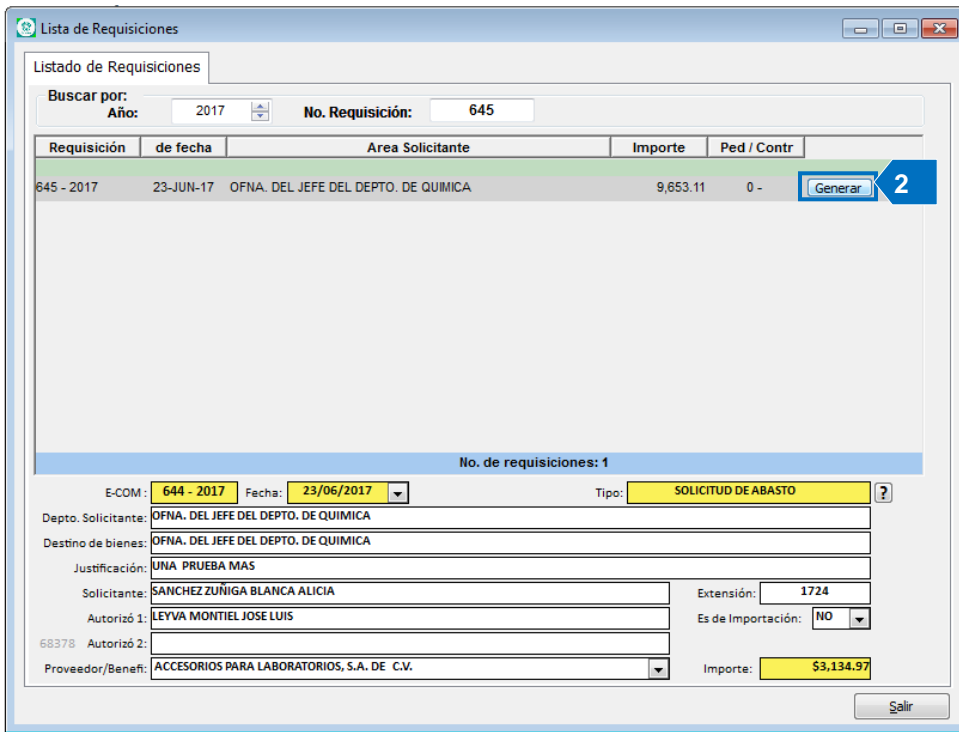 Lista de Requisiciones
Listado de Requisiciones
Buscar por:
Año: 2017 No. Requisición: 645
Requisición de fecha Area Solicitante Importe Ped / Contr
645 - 2017 23-JUN-17 OFNA. DEL JEFE DEL DEPTO. DE QUIMICA 9,653.11 0 - Generar 2
No. de requisiciones: 1
E-COM : 644 - 2017 Fecha: 23/06/2017 Tipo: SOLICITUD DE ABASTO ?
Depto. Solicitante: OFNA. DEL JEFE DEL DEPTO. DE QUIMICA
Destino de bienes: OFNA. DEL JEFE DEL DEPTO. DE QUIMICA
Justificación: UNA PRUEBA MAS
Solicitante: SANCHEZ ZUÑIGA BLANCA ALICIA Extensión: 1724
Autorizó 1: LEYVA MONTIEL JOSE LUIS Es de Importación: NO
68378 Autorizó 2:
Proveedor/Benefi: ACCESORIOS PARA LABORATORIOS, S.A. DE C.V. Importe: $3,134.97
Salir